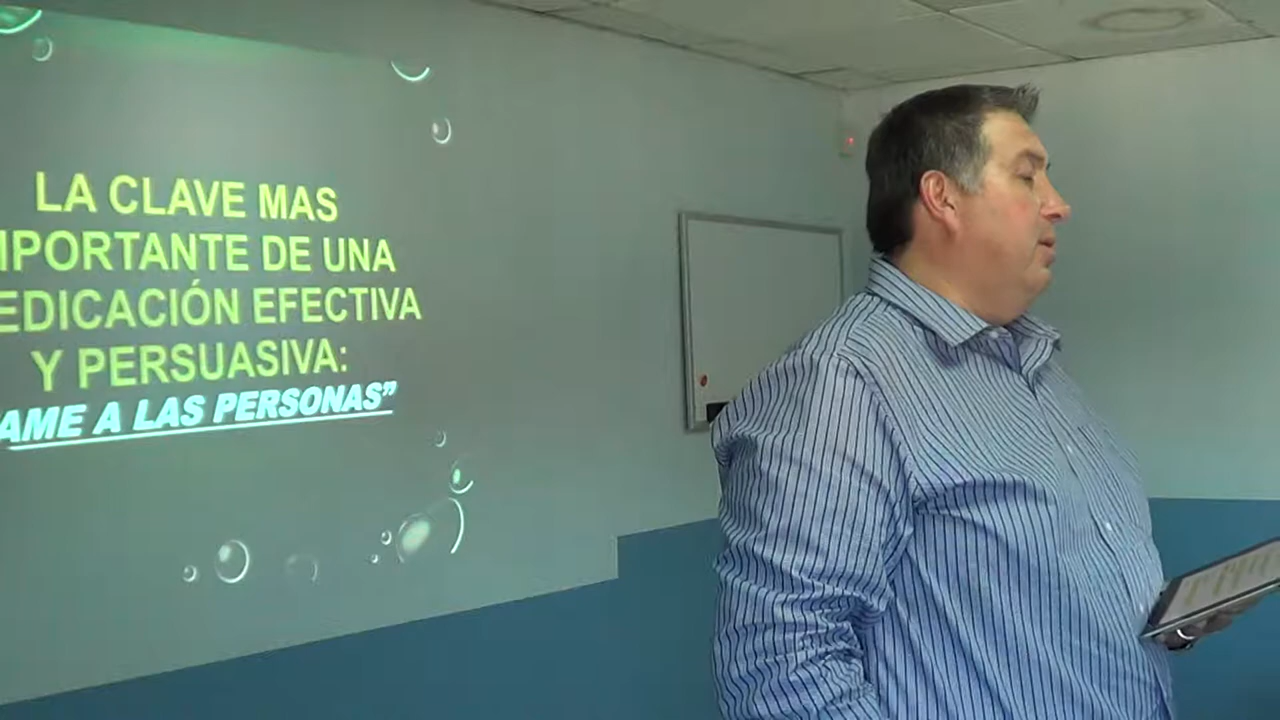 LA CLAVE MAS
MPORTANTE DE UNA
EDICACIÓN EFECTIVA
Y PERSUASIVA:
AME A LAS PERSONAS”